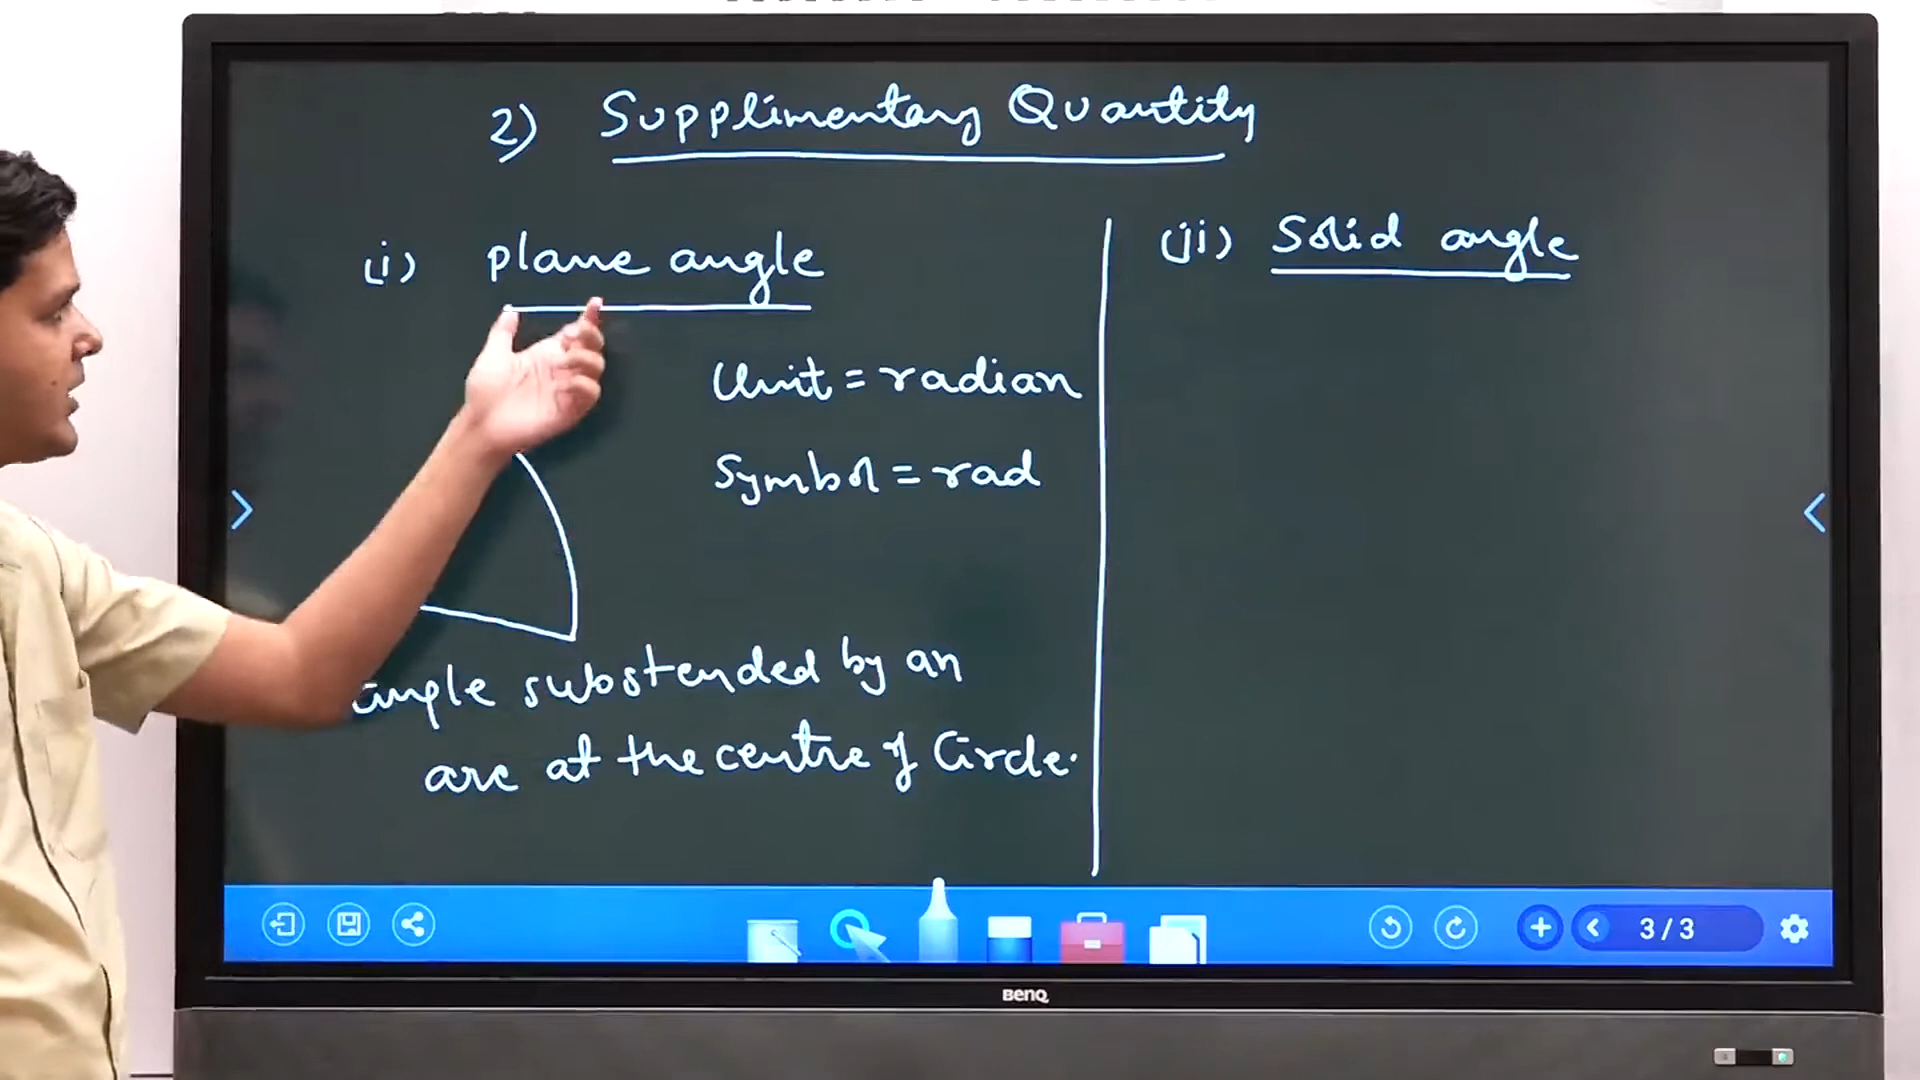 2) Supplimentary Quantity
(i) plane angle
Unit = radian
Symbol = rad
angle substended by an
arc at the centre of Circle.
(ii) Solid angle
3/3
BenQ